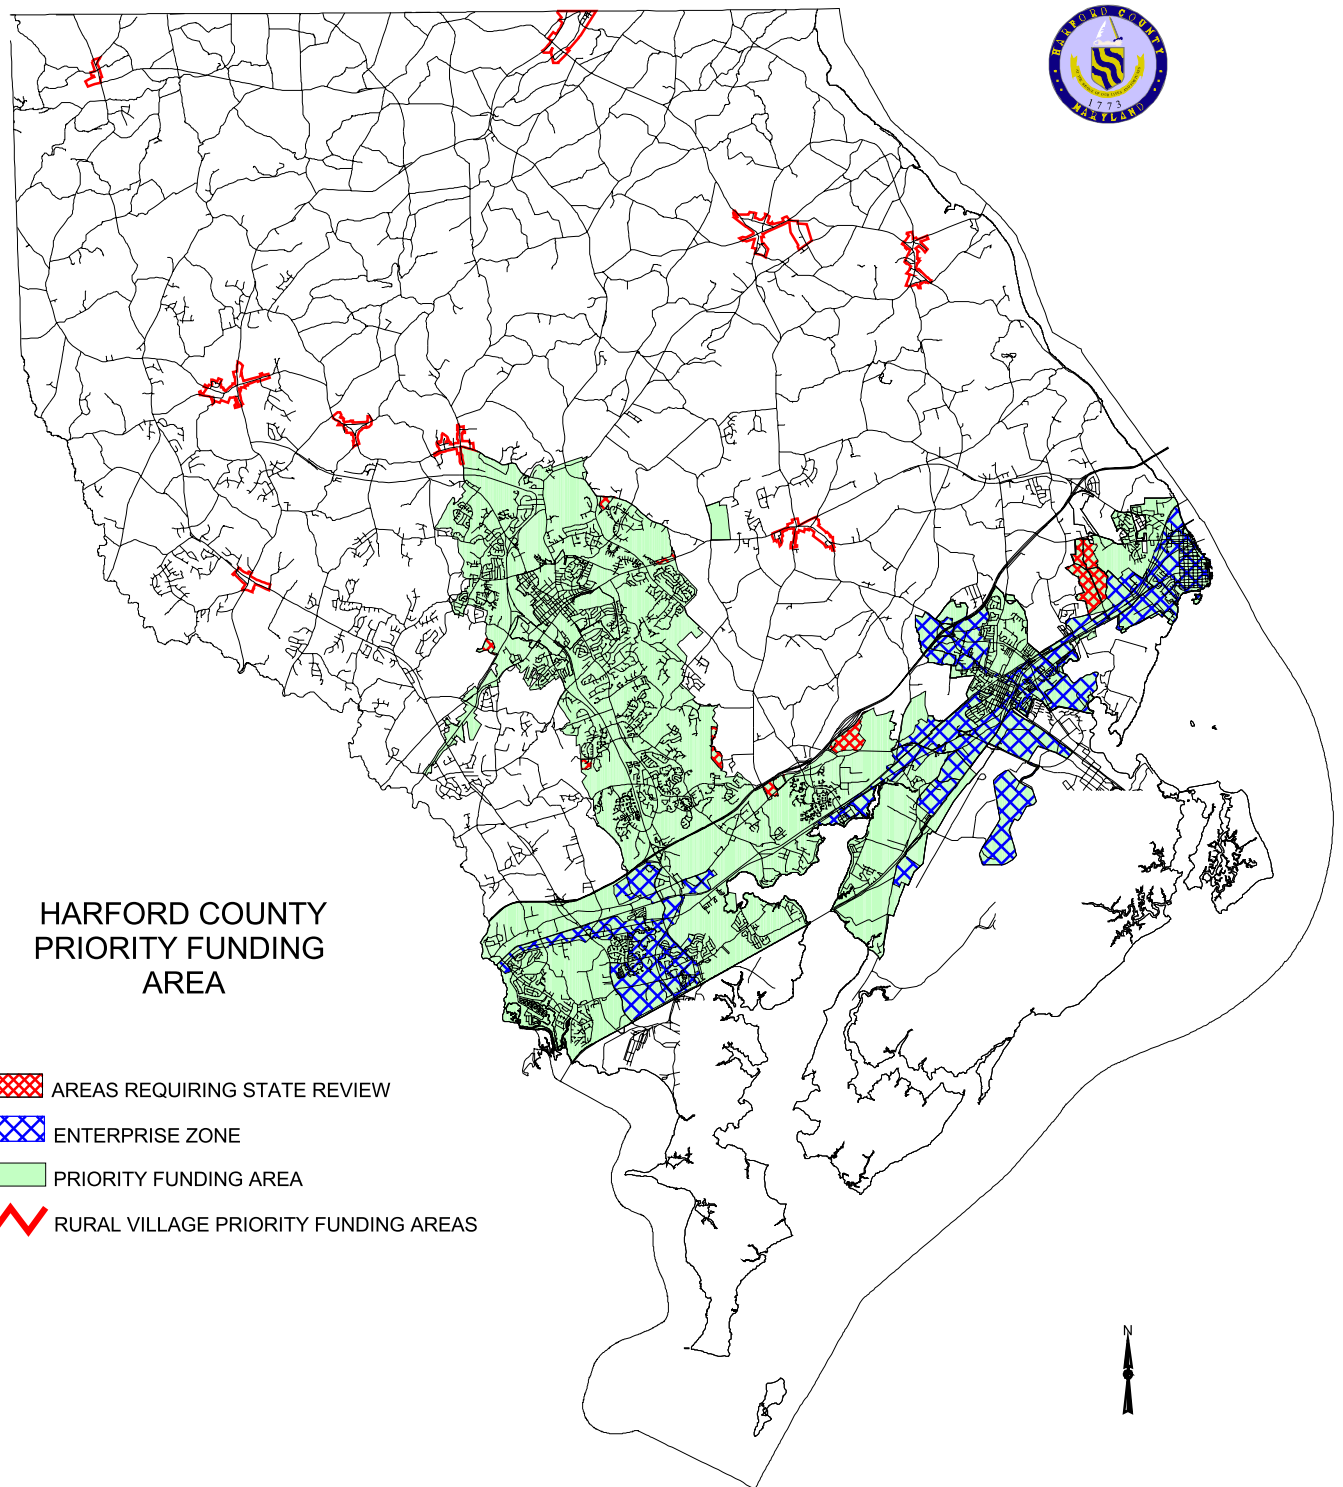 HARFORD COUNTY
MARYLAND
1773
HARFORD COUNTY
PRIORITY FUNDING
AREA
AREAS REQUIRING STATE REVIEW
ENTERPRISE ZONE
PRIORITY FUNDING AREA
RURAL VILLAGE PRIORITY FUNDING AREAS
N